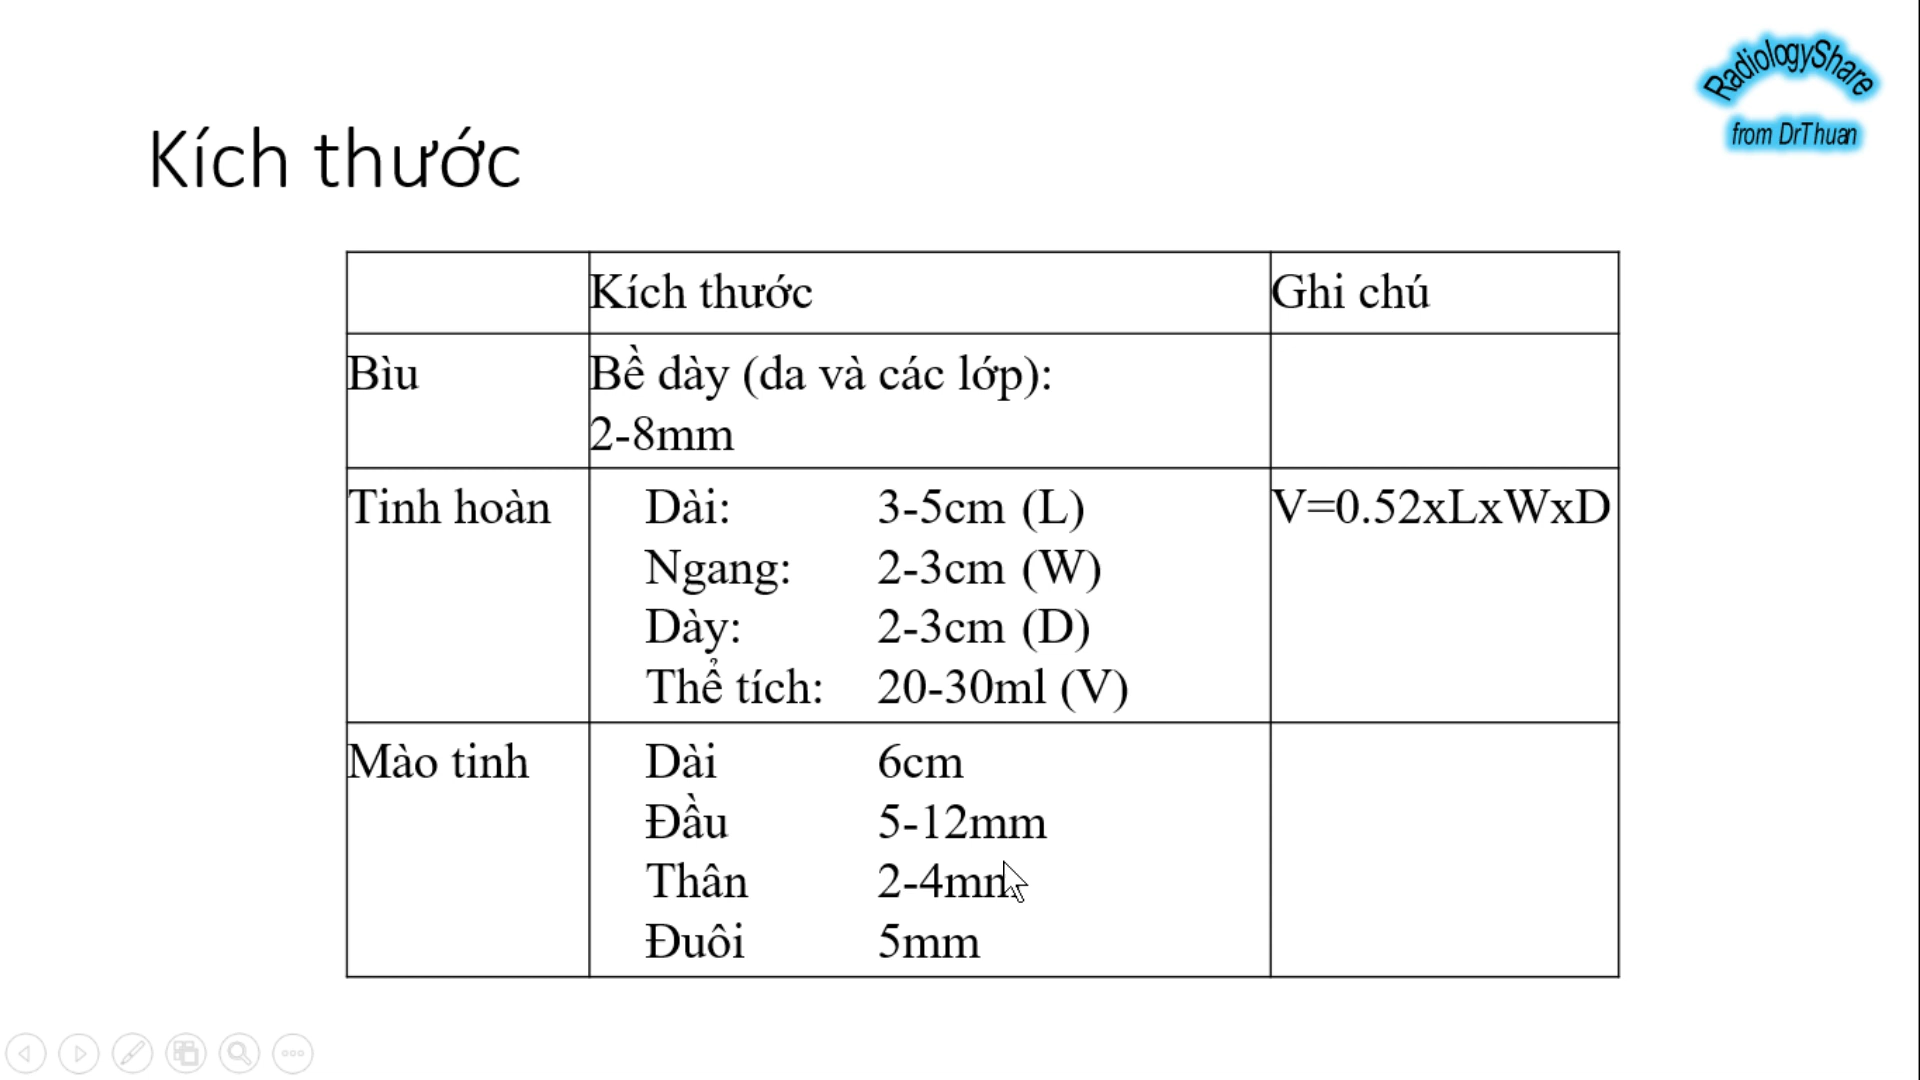 RadiologyShare
from DrThuan
Kích thước
Kích thước Ghi chú
Bìu Bề dày (da và các lớp):
2-8mm
Tinh hoàn Dài: 3-5cm (L) V=0.52xLxWxD
Ngang: 2-3cm (W)
Dày: 2-3cm (D)
Thể tích: 20-30ml (V)
Mào tinh Dài 6cm
Đầu 5-12mm
Thân 2-4mm
Đuôi 5mm